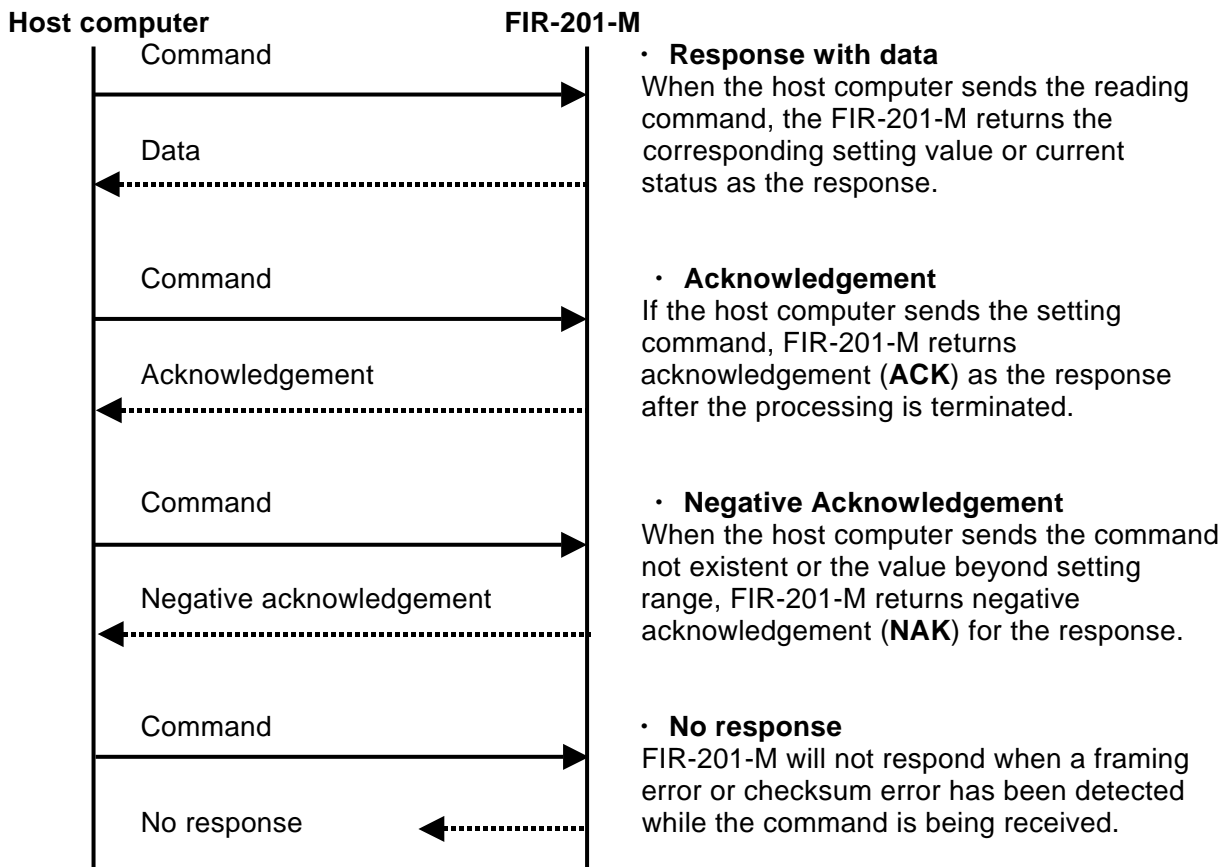 Host computer FIR-201-M
Command
Data
・ Response with data
When the host computer sends the reading
command, the FIR-201-M returns the
corresponding setting value or current
status as the response.
Command
Acknowledgement
・ Acknowledgement
If the host computer sends the setting
command, FIR-201-M returns
acknowledgement (ACK) as the response
after the processing is terminated.
Command
Negative acknowledgement
・ Negative Acknowledgement
When the host computer sends the command
not existent or the value beyond setting
range, FIR-201-M returns negative
acknowledgement (NAK) for the response.
Command
No response
・ No response
FIR-201-M will not respond when a framing
error or checksum error has been detected
while the command is being received.